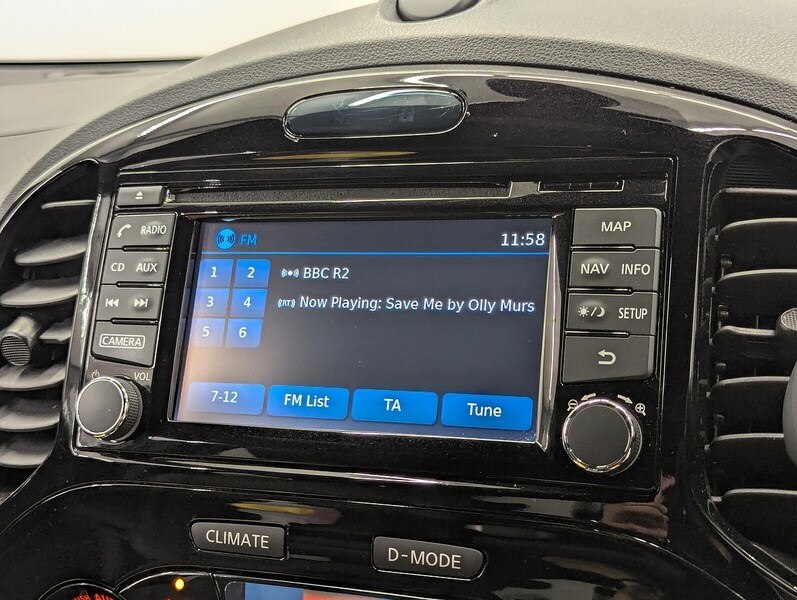 RADIO
CD AUX
CAMERA
VOL
FM 11:58
1 2
3 4
5 6
BBC R2
(RT) Now Playing: Save Me by Olly Murs
7-12 FM List TA Tune
MAP
NAV INFO
SETUP
CLIMATE
D-MODE